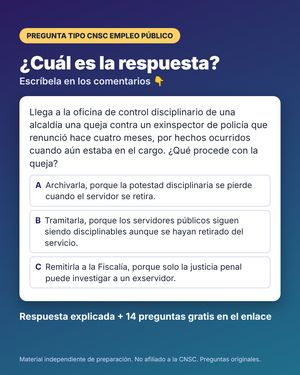 PREGUNTA TIPO CNSC EMPLEO PÚBLICO
¿Cuál es la respuesta?
Escríbela en los comentarios 👇
Llega a la oficina de control disciplinario de una
alcaldía una queja contra un exinspector de policía que
renunció hace cuatro meses, por hechos ocurridos
cuando aún estaba en el cargo. ¿Qué procede con la
queja?
A Archivarla, porque la potestad disciplinaria se pierde
cuando el servidor se retira.
B Tramitarla, porque los servidores públicos siguen
siendo disciplinables aunque se hayan retirado del
servicio.
C Remitirla a la Fiscalía, porque solo la justicia penal
puede investigar a un exservidor.
Respuesta explicada + 14 preguntas gratis en el enlace
Material independiente de preparación. No afiliado a la CNSC. Preguntas originales.